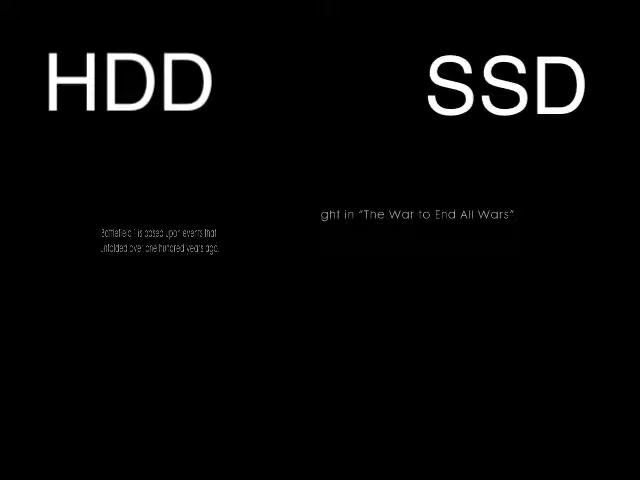 HDD
SSD
Battlefield 1 is based upon events that
unfolded over one hundred years ago.
ght in "The War to End All Wars"